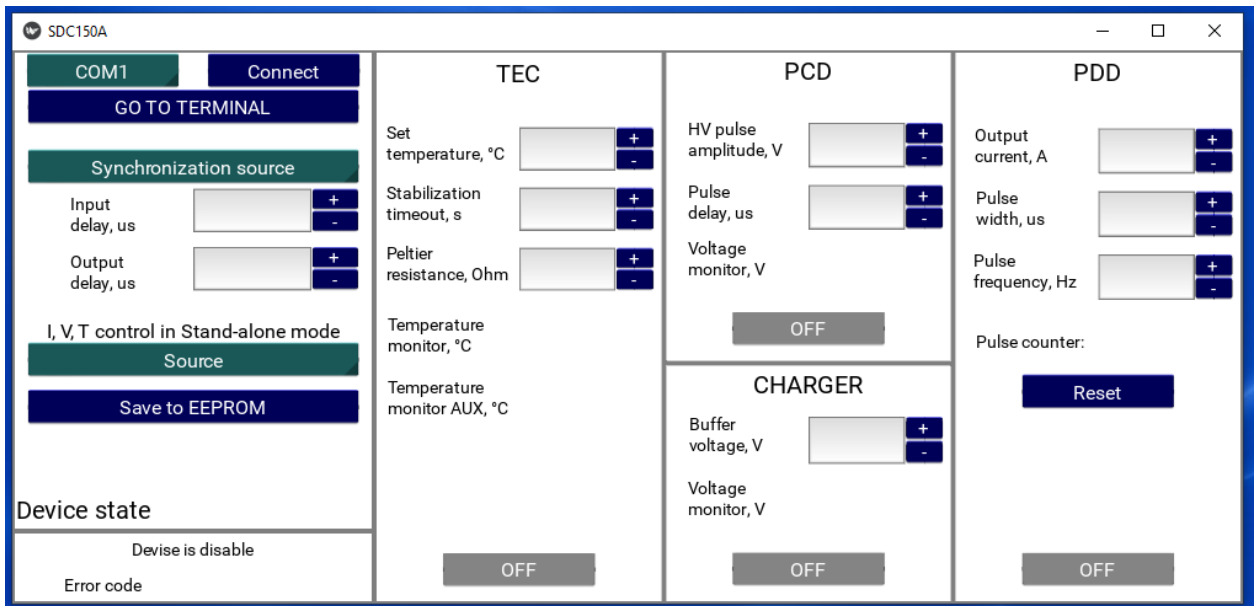 SDC150A
COM1
Connect
GO TO TERMINAL
Synchronization source
Input
delay, us
+
-
Output
delay, us
+
-
I, V, T control in Stand-alone mode
Source
Save to EEPROM
Device state
Devise is disable
Error code
TEC
Set
temperature, °C
+
-
Stabilization
timeout, s
+
-
Peltier
resistance, Ohm
+
-
Temperature
monitor, °C
Temperature
monitor AUX, °C
OFF
PCD
HV pulse
amplitude, V
+
-
Pulse
delay, us
+
-
Voltage
monitor, V
OFF
CHARGER
Buffer
voltage, V
+
-
Voltage
monitor, V
OFF
PDD
Output
current, A
+
-
Pulse
width, us
+
-
Pulse
frequency, Hz
+
-
Pulse counter:
Reset
OFF